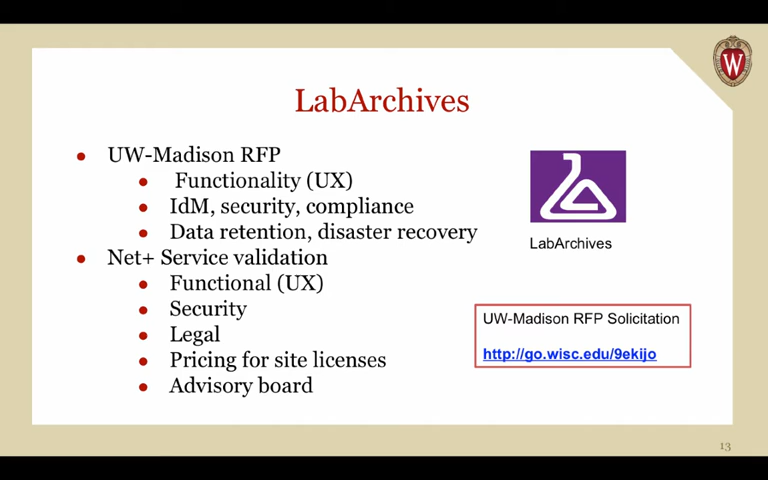 W
LabArchives
● UW-Madison RFP
● Functionality (UX)
● IdM, security, compliance
● Data retention, disaster recovery
● Net+ Service validation
● Functional (UX)
● Security
● Legal
● Pricing for site licenses
● Advisory board
LabArchives
UW-Madison RFP Solicitation
http://go.wisc.edu/9ekijo
13